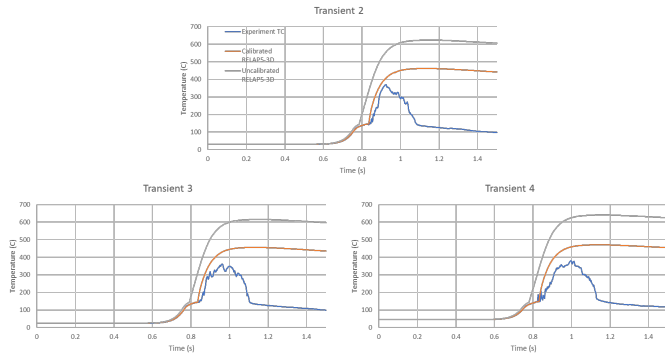 Transient 2
700
600
500
400
300
200
100
0
Temperature (C)
Experiment TC
Calibrated
RELAP5-3D
Uncalibrated
RELAP5-3D
0 0.2 0.4 0.6 0.8 1 1.2 1.4
Time (s)
Transient 3
700
600
500
400
300
200
100
0
Temperature (C)
0 0.2 0.4 0.6 0.8 1 1.2 1.4
Time (s)
Transient 4
700
600
500
400
300
200
100
0
Temperature (C)
0 0.2 0.4 0.6 0.8 1 1.2 1.4
Time (s)